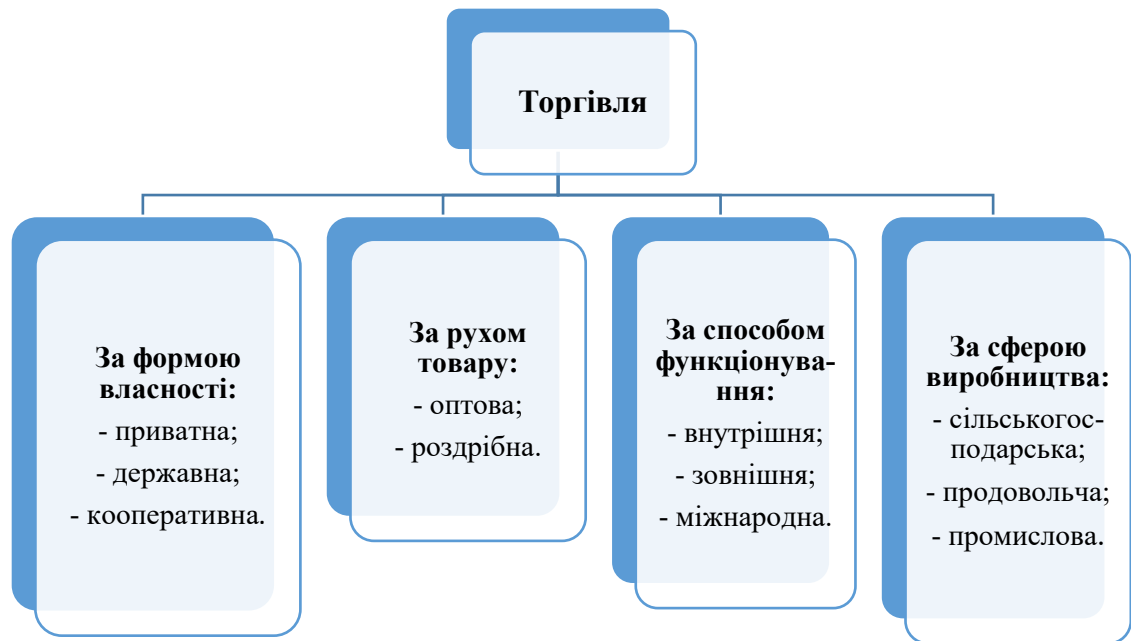 Торгівля
За формою
власності:
- приватна;
- державна;
- кооперативна.
За рухом
товару:
- оптова;
- роздрібна.
За способом
функціонува-
ння:
- внутрішня;
- зовнішня;
- міжнародна.
За сферою
виробництва:
- сільськогос-
подарська;
- продовольча;
- промислова.